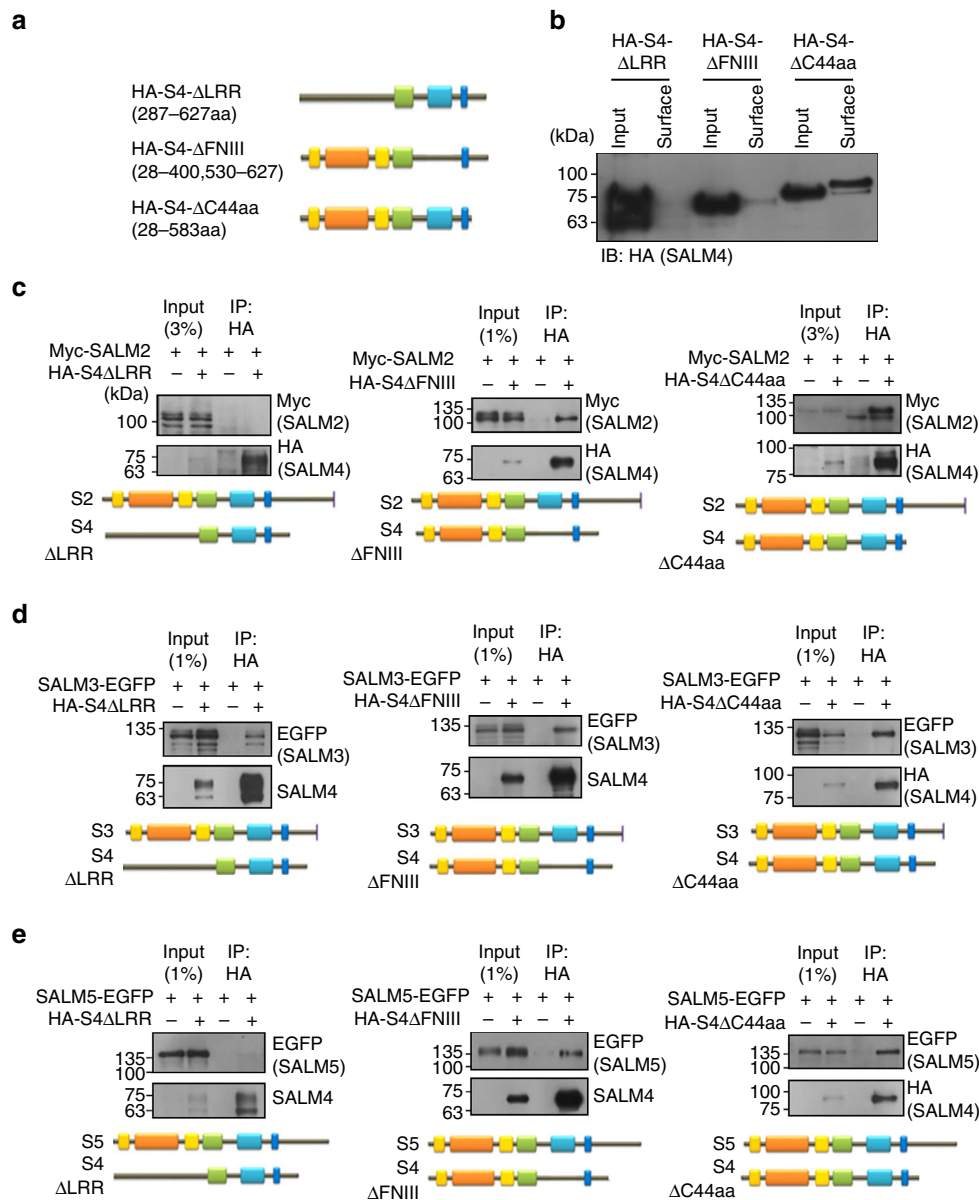 a
HA-S4-ΔLRR
(287–627aa)
HA-S4-ΔFNIII
(28–400,530–627)
HA-S4-ΔC44aa
(28–583aa)
b
HA-S4-
ΔLRR
HA-S4-
ΔFNIII
HA-S4-
ΔC44aa
(kDa)
Input
Surface
Input
Surface
Input
Surface
100
75
63
IB: HA (SALM4)
c
Input
(3%)
IP:
HA
Myc-SALM2 + + + +
HA-S4ΔLRR – + – +
(kDa)
100
Myc
(SALM2)
75
63
HA
(SALM4)
S2
S4
ΔLRR
Input
(1%)
IP:
HA
Myc-SALM2 + + + +
HA-S4ΔFNIII – + – +
135
100
Myc
(SALM2)
75
63
HA
(SALM4)
S2
S4
ΔFNIII
Input
(3%)
IP:
HA
Myc-SALM2 + + + +
HA-S4ΔC44aa – + – +
135
100
Myc
(SALM2)
100
75
HA
(SALM4)
S2
S4
ΔC44aa
d
Input
(1%)
IP:
HA
SALM3-EGFP + + + +
HA-S4ΔLRR – + – +
135
EGFP
(SALM3)
75
63
SALM4
S3
S4
ΔLRR
Input
(1%)
IP:
HA
SALM3-EGFP + + + +
HA-S4ΔFNIII – + – +
135
EGFP
(SALM3)
75
63
SALM4
S3
S4
ΔFNIII
Input
(1%)
IP:
HA
SALM3-EGFP + + + +
HA-S4ΔC44aa – + – +
135
EGFP
(SALM3)
100
75
HA
(SALM4)
S3
S4
ΔC44aa
e
Input
(1%)
IP:
HA
SALM5-EGFP + + + +
HA-S4ΔLRR – + – +
135
100
EGFP
(SALM5)
75
63
SALM4
S5
S4
ΔLRR
Input
(1%)
IP:
HA
SALM5-EGFP + + + +
HA-S4ΔFNIII – + – +
135
100
EGFP
(SALM5)
75
63
SALM4
S5
S4
ΔFNIII
Input
(1%)
IP:
HA
SALM5-EGFP + + + +
HA-S4ΔC44aa – + – +
135
100
EGFP
(SALM5)
100
75
HA
(SALM4)
S5
S4
ΔC44aa